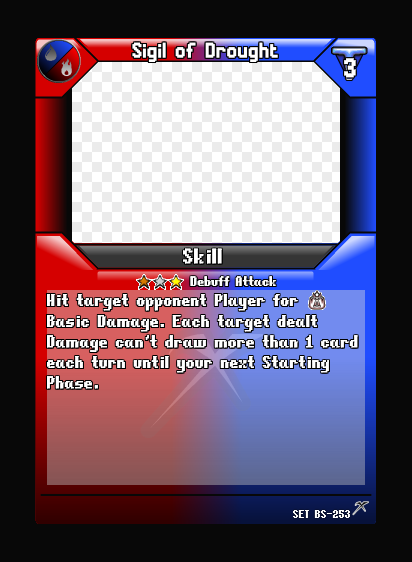 Sigil of Drought
3
Skill
Debuff Attack
Hit target opponent Player for
Basic Damage. Each target dealt
Damage can't draw more than 1 card
each turn until your next Starting
Phase.
SET BS-253